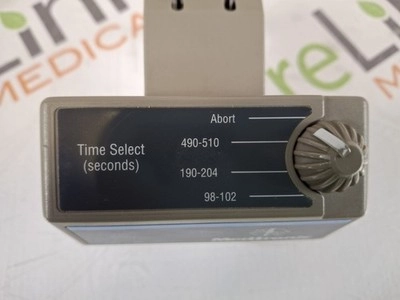 Abort
490-510
Time Select
(seconds)
190-204
98-102